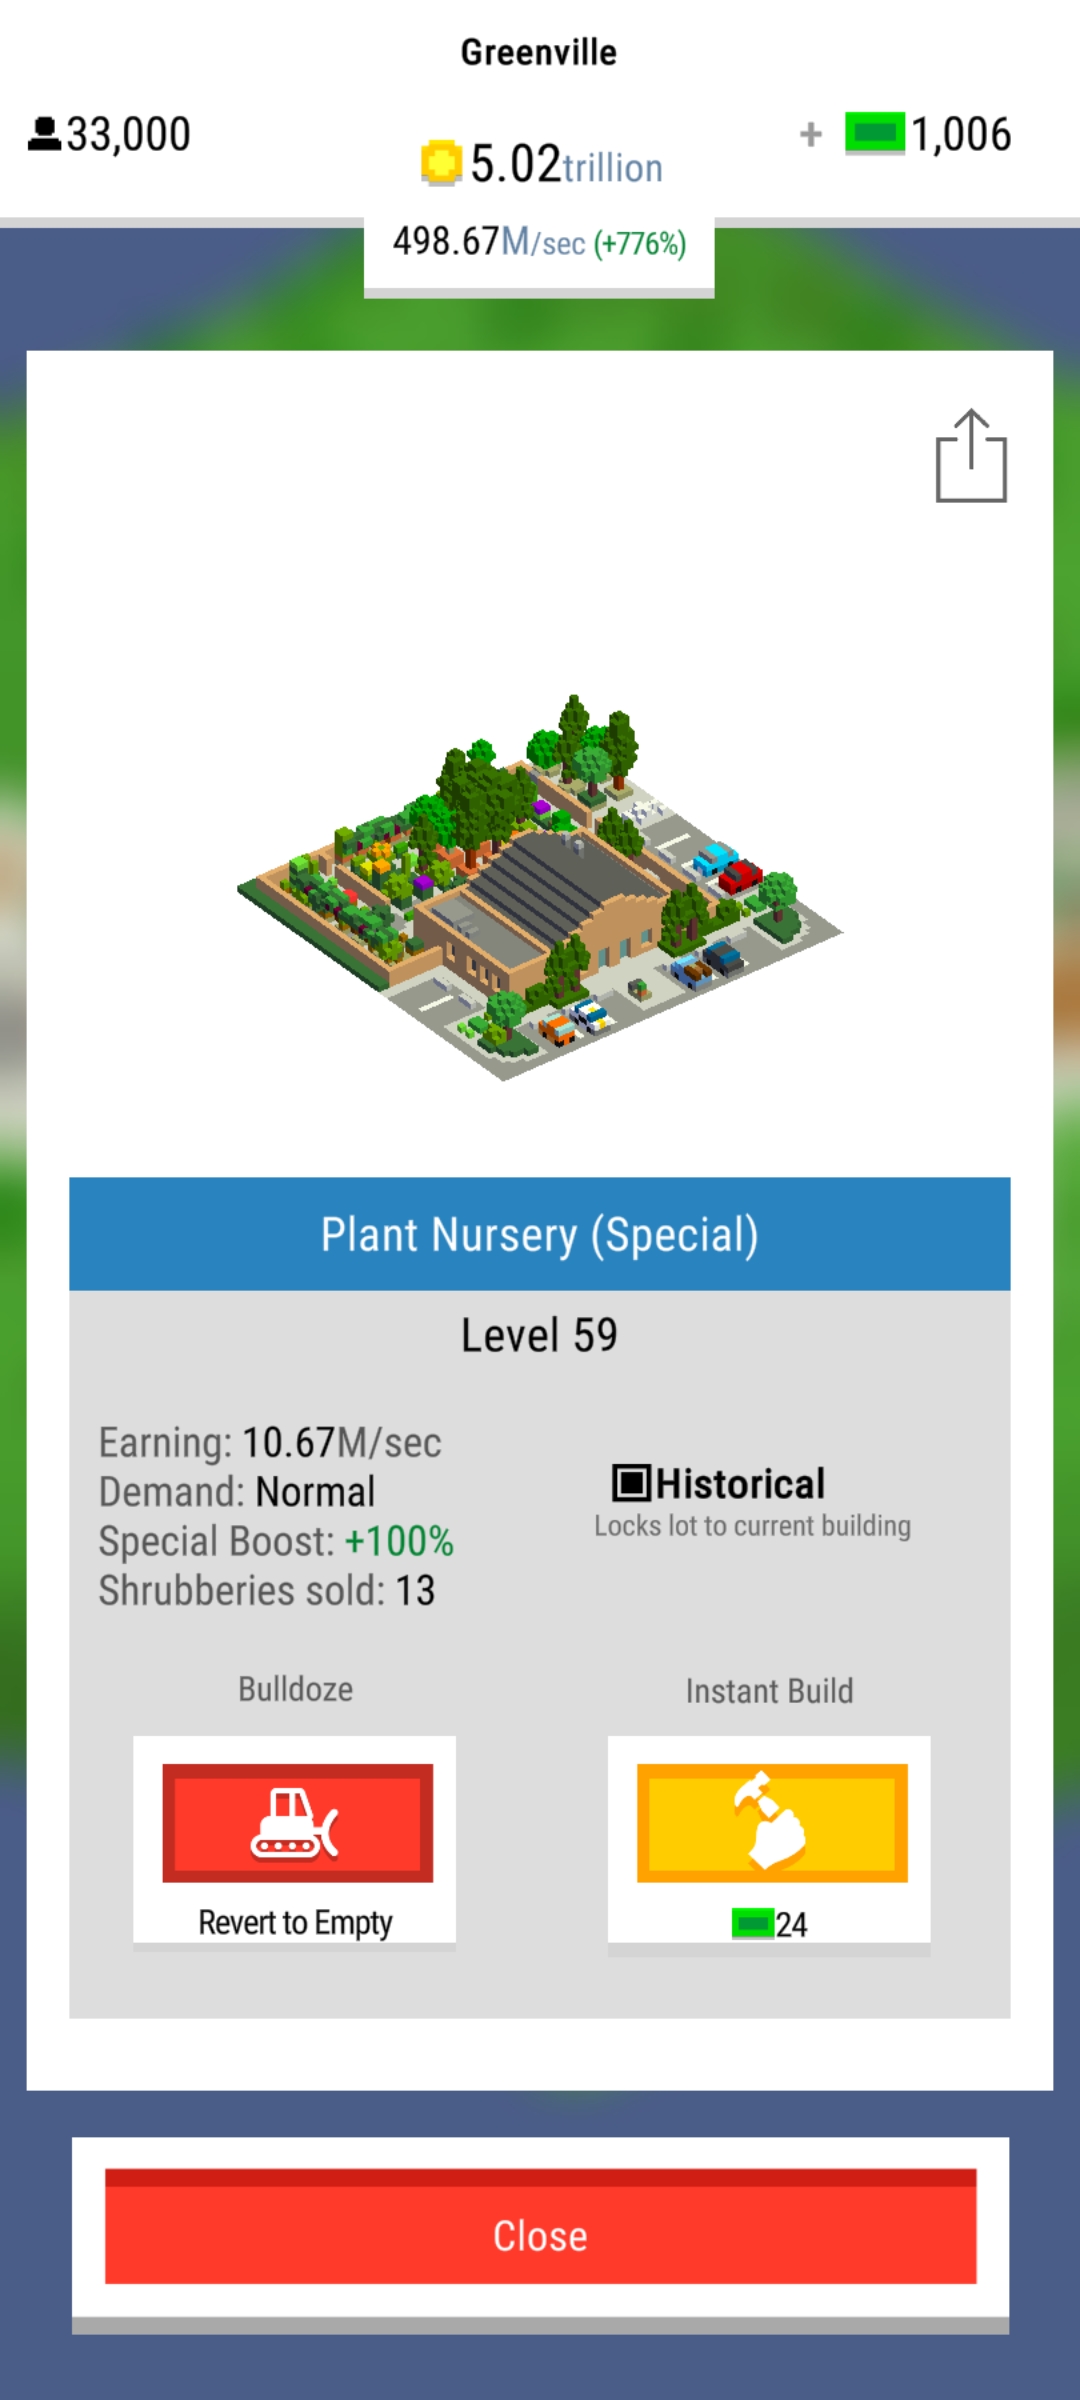 Greenville
33,000
5.02trillion
+ 1,006
498.67M/sec (+776%)
Plant Nursery (Special)
Level 59
Earning: 10.67M/sec
Demand: Normal
Special Boost: +100%
Shrubberies sold: 13
Historical
Locks lot to current building
Bulldoze
Revert to Empty
Instant Build
24
Close